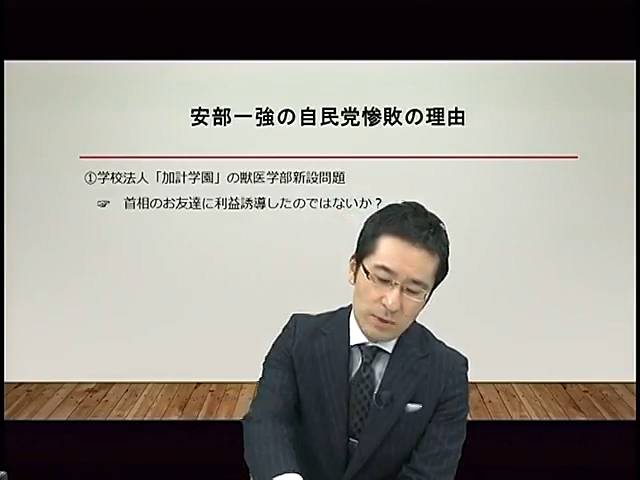 安部一強の自民党惨敗の理由
①学校法人「加計学園」の獣医学部新設問題
☞ 首相のお友達に利益誘導したのではないか？